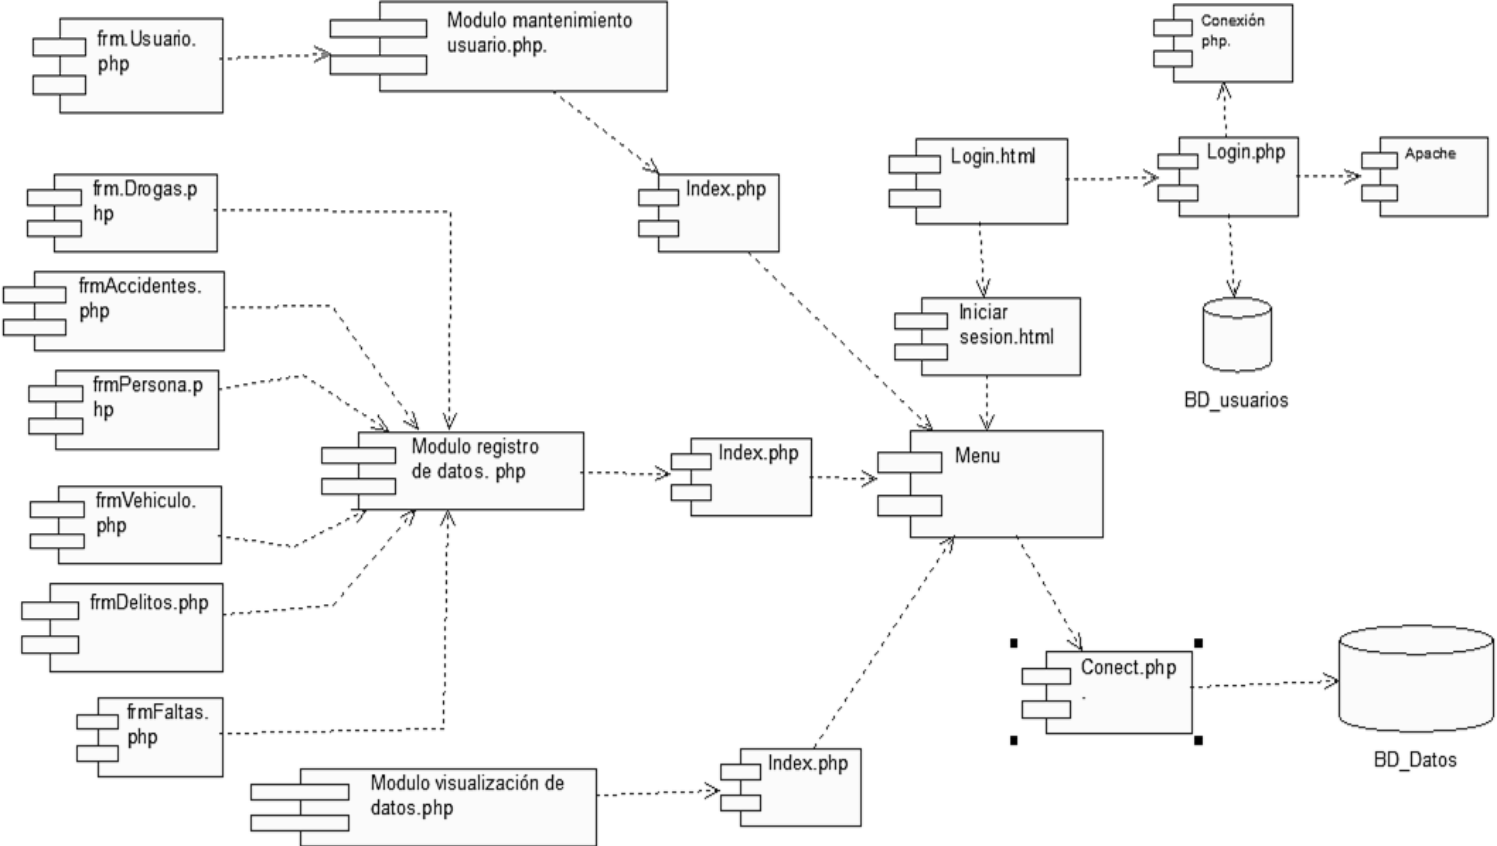 frm.Usuario.
php
Modulo mantenimiento
usuario.php.
Conexión
php.
frm.Drogas.p
hp
Index.php
Login.html
Login.php
Apache
frmAccidentes.
php
Iniciar
sesion.html
BD_usuarios
frmPersona.p
hp
Modulo registro
de datos. php
Index.php
Menu
frmVehiculo.
php
frmDelitos.php
Conect.php
.
BD_Datos
frmFaltas.
php
Modulo visualización de
datos.php
Index.php